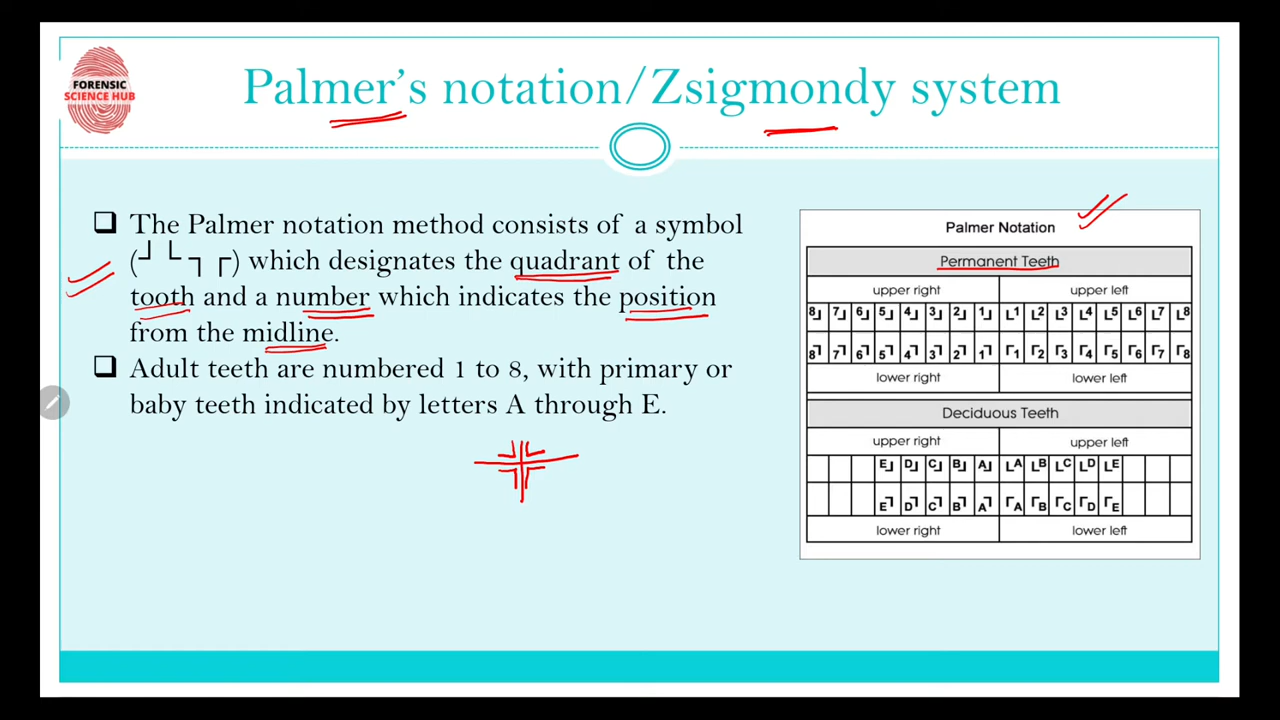 FORENSIC
SCIENCE HUB
Palmer's notation/Zsigmondy system
❑ The Palmer notation method consists of a symbol
(┘ └ ┐ ┌) which designates the quadrant of the
tooth and a number which indicates the position
from the midline.
❑ Adult teeth are numbered 1 to 8, with primary or
baby teeth indicated by letters A through E.
Palmer Notation
Permanent Teeth
upper right upper left
8┘ 7┘ 6┘ 5┘ 4┘ 3┘ 2┘ 1┘ └1 └2 └3 └4 └5 └6 └7 └8
8┐ 7┐ 6┐ 5┐ 4┐ 3┐ 2┐ 1┐ ┌1 ┌2 ┌3 ┌4 ┌5 ┌6 ┌7 ┌8
lower right lower left
Deciduous Teeth
upper right upper left
E┘ D┘ C┘ B┘ A┘ └A └B └C └D └E
E┐ D┐ C┐ B┐ A┐ ┌A ┌B ┌C ┌D ┌E
lower right lower left